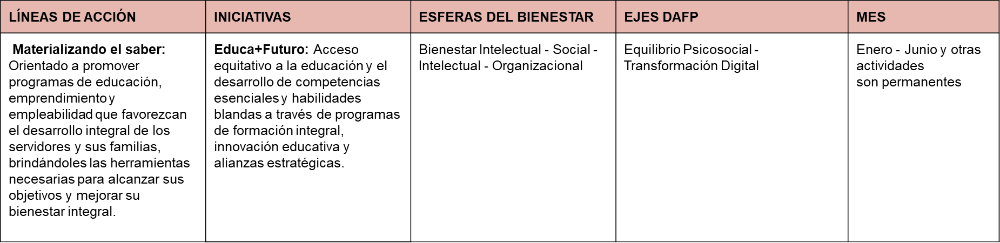 LÍNEAS DE ACCIÓN
INICIATIVAS
ESFERAS DEL BIENESTAR
EJES DAFP
MES
Materializando el saber:
Orientado a promover
programas de educación,
emprendimiento y
empleabilidad que favorezcan
el desarrollo integral de los
servidores y sus familias,
brindándoles las herramientas
necesarias para alcanzar sus
objetivos y mejorar su
bienestar integral.
Educa+Futuro: Acceso
equitativo a la educación y el
desarrollo de competencias
esenciales y habilidades
blandas a través de programas
de formación integral,
innovación educativa y
alianzas estratégicas.
Bienestar Intelectual - Social -
Intelectual - Organizacional
Equilibrio Psicosocial -
Transformación Digital
Enero - Junio y otras
actividades
son permanentes